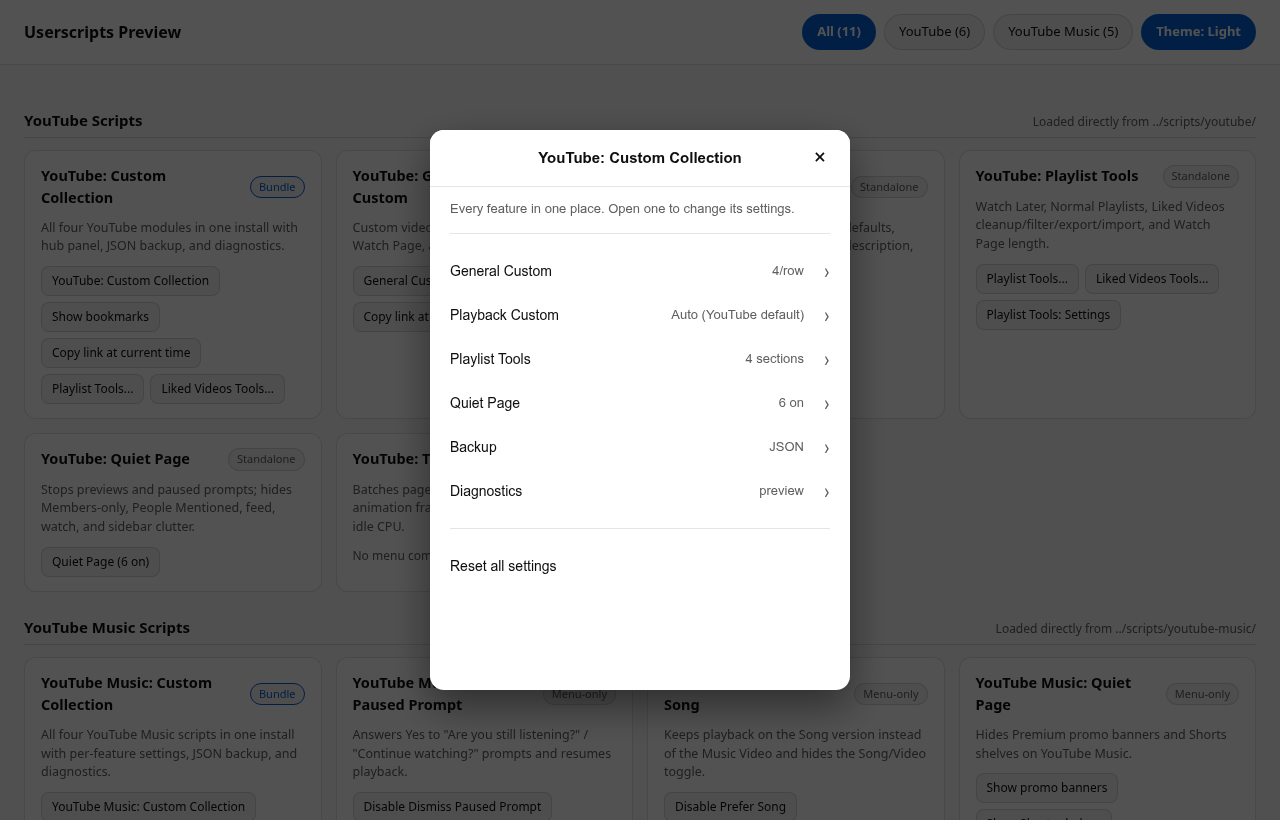 Userscripts Preview
All (11)
YouTube (6)
YouTube Music (5)
Theme: Light
YouTube Scripts
Loaded directly from ../scripts/youtube/
YouTube: Custom
Collection
Bundle
All four YouTube modules in one install with
hub panel, JSON backup, and diagnostics.
YouTube: Custom Collection
Show bookmarks
Copy link at current time
Playlist Tools...
Liked Videos Tools...
YouTube: G
Custom
Custom video
Watch Page,
General Cus
Copy link at
Standalone
efaults,
escription,
YouTube: Playlist Tools
Standalone
Watch Later, Normal Playlists, Liked Videos
cleanup/filter/export/import, and Watch
Page length.
Playlist Tools...
Liked Videos Tools...
Playlist Tools: Settings
YouTube: Custom Collection
×
Every feature in one place. Open one to change its settings.
General Custom
4/row ›
Playback Custom
Auto (YouTube default) ›
Playlist Tools
4 sections ›
Quiet Page
6 on ›
Backup
JSON ›
Diagnostics
preview ›
Reset all settings
YouTube: Quiet Page
Standalone
Stops previews and paused prompts; hides
Members-only, People Mentioned, feed,
watch, and sidebar clutter.
Quiet Page (6 on)
YouTube: T
Batches page
animation fra
idle CPU.
No menu com
YouTube Music Scripts
Loaded directly from ../scripts/youtube-music/
YouTube Music: Custom
Collection
Bundle
All four YouTube Music scripts in one install
with per-feature settings, JSON backup, and
diagnostics.
YouTube Music: Custom Collection
YouTube M
Paused Prompt
Menu-only
Answers Yes to "Are you still listening?" /
"Continue watching?" prompts and resumes
playback.
Disable Dismiss Paused Prompt
Song
Menu-only
Keeps playback on the Song version instead
of the Music Video and hides the Song/Video
toggle.
Disable Prefer Song
YouTube Music: Quiet
Page
Menu-only
Hides Premium promo banners and Shorts
shelves on YouTube Music.
Show promo banners